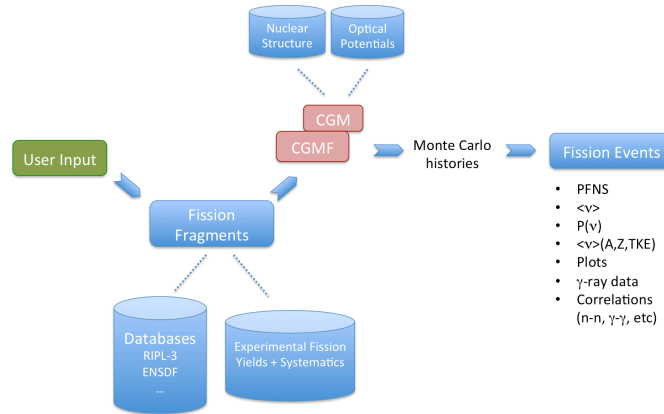 Nuclear
Structure
Optical
Potentials
CGM
CGMF
User Input
Monte Carlo
histories
Fission Events
Fission
Fragments
• PFNS
• <ν>
• P(ν)
• <ν>(A,Z,TKE)
• Plots
• γ-ray data
• Correlations
(n-n, γ-γ, etc)
Databases
RIPL-3
ENSDF
...
Experimental Fission
Yields + Systematics